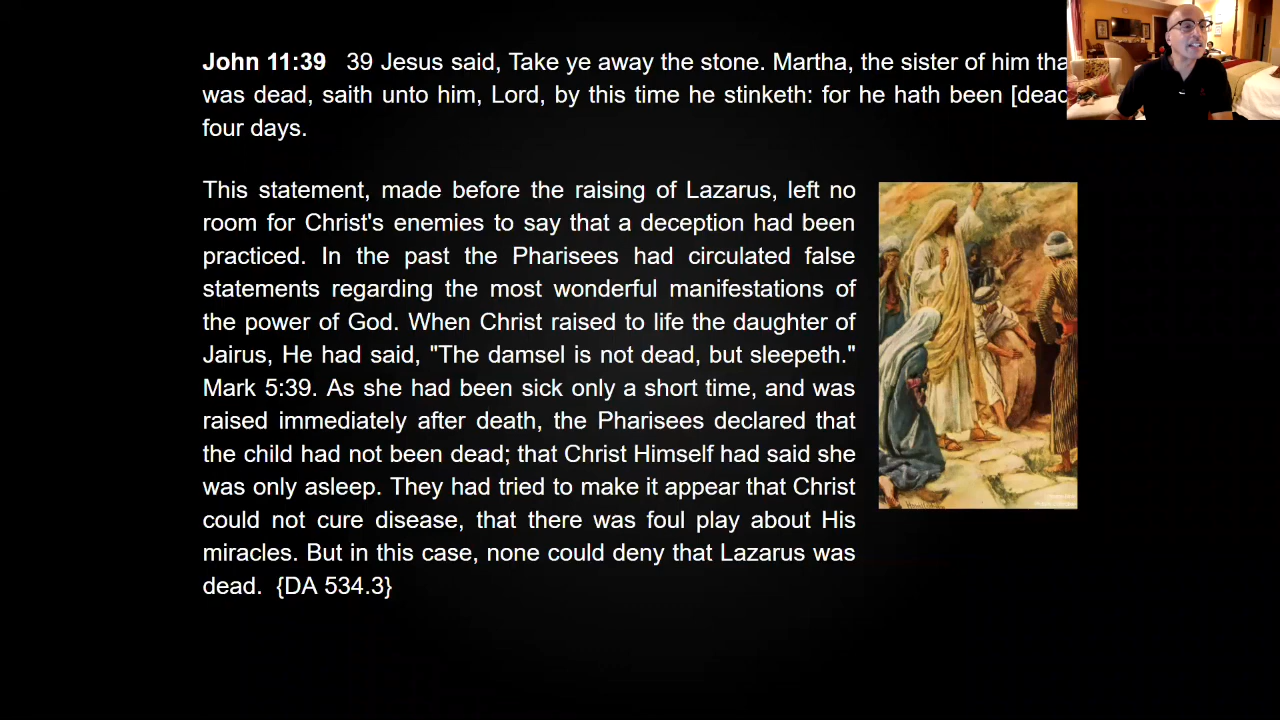 John 11:39 39 Jesus said, Take ye away the stone. Martha, the sister of him tha
was dead, saith unto him, Lord, by this time he stinketh: for he hath been [dead
four days.
This statement, made before the raising of Lazarus, left no
room for Christ's enemies to say that a deception had been
practiced. In the past the Pharisees had circulated false
statements regarding the most wonderful manifestations of
the power of God. When Christ raised to life the daughter of
Jairus, He had said, "The damsel is not dead, but sleepeth."
Mark 5:39. As she had been sick only a short time, and was
raised immediately after death, the Pharisees declared that
the child had not been dead; that Christ Himself had said she
was only asleep. They had tried to make it appear that Christ
could not cure disease, that there was foul play about His
miracles. But in this case, none could deny that Lazarus was
dead. {DA 534.3}